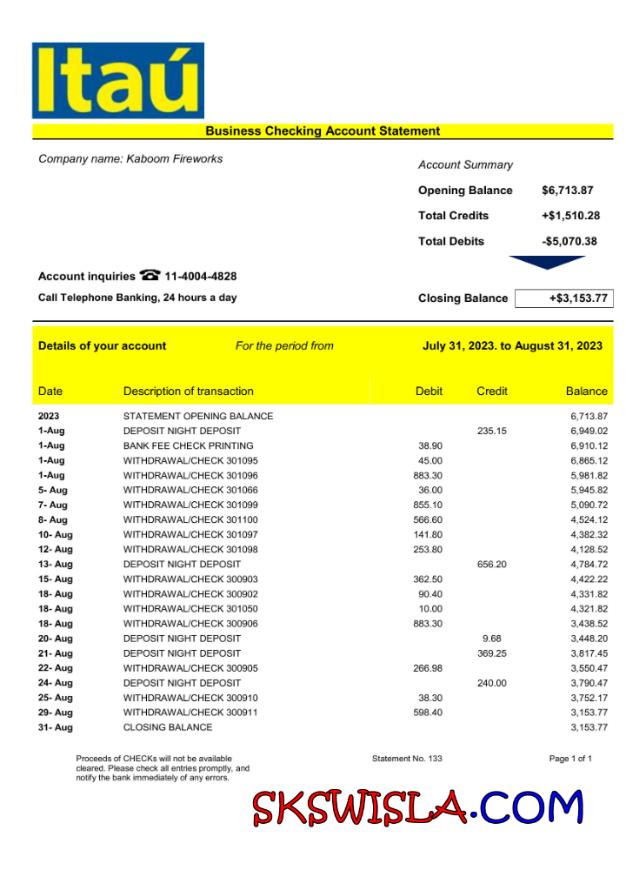 Itaú
Business Checking Account Statement
Company name: Kaboom Fireworks
Account Summary
Opening Balance $6,713.87
Total Credits +$1,510.28
Total Debits -$5,070.38
Account inquiries ☎ 11-4004-4828
Call Telephone Banking, 24 hours a day
Closing Balance +$3,153.77
Details of your account For the period from July 31, 2023. to August 31, 2023
Date Description of transaction Debit Credit Balance
2023 STATEMENT OPENING BALANCE 6,713.87
1-Aug DEPOSIT NIGHT DEPOSIT 235.15 6,949.02
1-Aug BANK FEE CHECK PRINTING 38.90 6,910.12
1-Aug WITHDRAWAL/CHECK 301095 45.00 6,865.12
1-Aug WITHDRAWAL/CHECK 301096 883.30 5,981.82
5- Aug WITHDRAWAL/CHECK 301066 36.00 5,945.82
7- Aug WITHDRAWAL/CHECK 301099 855.10 5,090.72
8- Aug WITHDRAWAL/CHECK 301100 566.60 4,524.12
10- Aug WITHDRAWAL/CHECK 301097 141.80 4,382.32
12- Aug WITHDRAWAL/CHECK 301098 253.80 4,128.52
13- Aug DEPOSIT NIGHT DEPOSIT 656.20 4,784.72
15- Aug WITHDRAWAL/CHECK 300903 362.50 4,422.22
18- Aug WITHDRAWAL/CHECK 300902 90.40 4,331.82
18- Aug WITHDRAWAL/CHECK 301050 10.00 4,321.82
18- Aug WITHDRAWAL/CHECK 300906 883.30 3,438.52
20- Aug DEPOSIT NIGHT DEPOSIT 9.68 3,448.20
21- Aug DEPOSIT NIGHT DEPOSIT 369.25 3,817.45
22- Aug WITHDRAWAL/CHECK 300905 266.98 3,550.47
24- Aug DEPOSIT NIGHT DEPOSIT 240.00 3,790.47
25- Aug WITHDRAWAL/CHECK 300910 38.30 3,752.17
29- Aug WITHDRAWAL/CHECK 300911 598.40 3,153.77
31- Aug CLOSING BALANCE 3,153.77
Proceeds of CHECKs will not be available
cleared. Please check all entries promptly, and
notify the bank immediately of any errors.
Statement No. 133
Page 1 of 1
SKSWISLA.COM